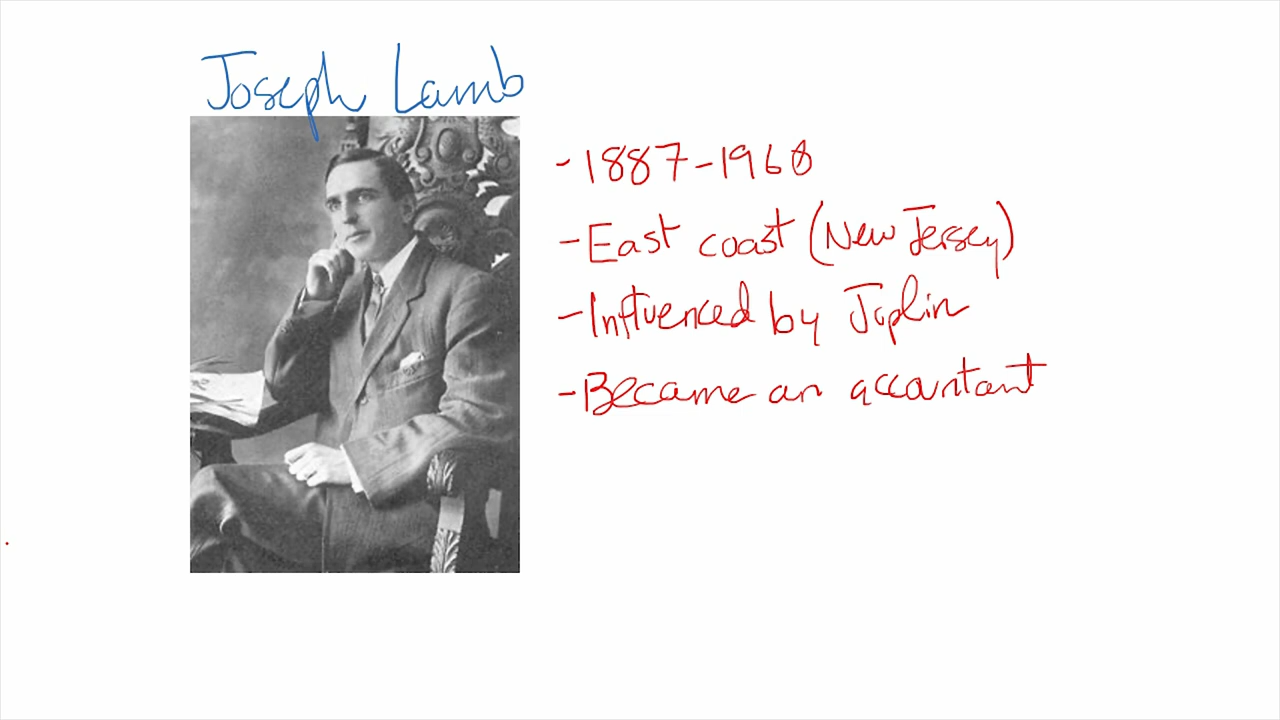 Joseph Lamb
- 1887-1960
- East coast (New Jersey)
- Influenced by Joplin
- Became an accountant